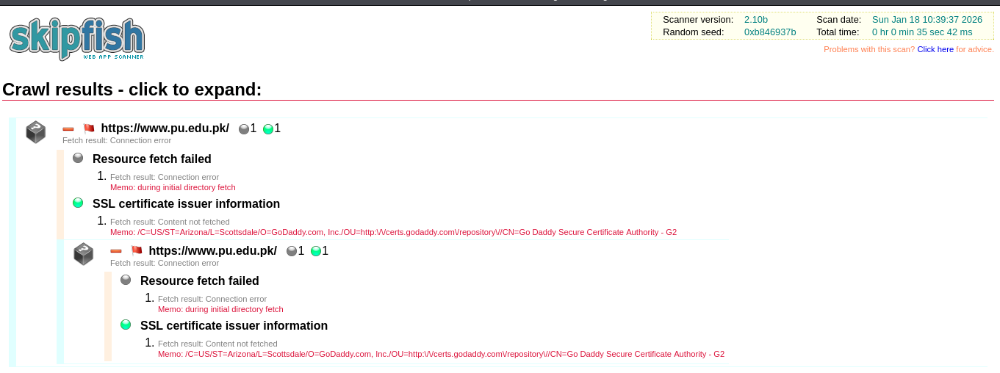 skipfish
WEB APP SCANNER
Scanner version: 2.10b Scan date: Sun Jan 18 10:39:37 2026
Random seed: 0xb846937b Total time: 0 hr 0 min 35 sec 42 ms
Problems with this scan? Click here for advice.
Crawl results - click to expand:
https://www.pu.edu.pk/ 1 1
Fetch result: Connection error
Resource fetch failed
1. Fetch result: Connection error
Memo: during initial directory fetch
SSL certificate issuer information
1. Fetch result: Content not fetched
Memo: /C=US/ST=Arizona/L=Scottsdale/O=GoDaddy.com, Inc./OU=http:\/\/certs.godaddy.com\/repository\//CN=Go Daddy Secure Certificate Authority - G2
https://www.pu.edu.pk/ 1 1
Fetch result: Connection error
Resource fetch failed
1. Fetch result: Connection error
Memo: during initial directory fetch
SSL certificate issuer information
1. Fetch result: Content not fetched
Memo: /C=US/ST=Arizona/L=Scottsdale/O=GoDaddy.com, Inc./OU=http:\/\/certs.godaddy.com\/repository\//CN=Go Daddy Secure Certificate Authority - G2